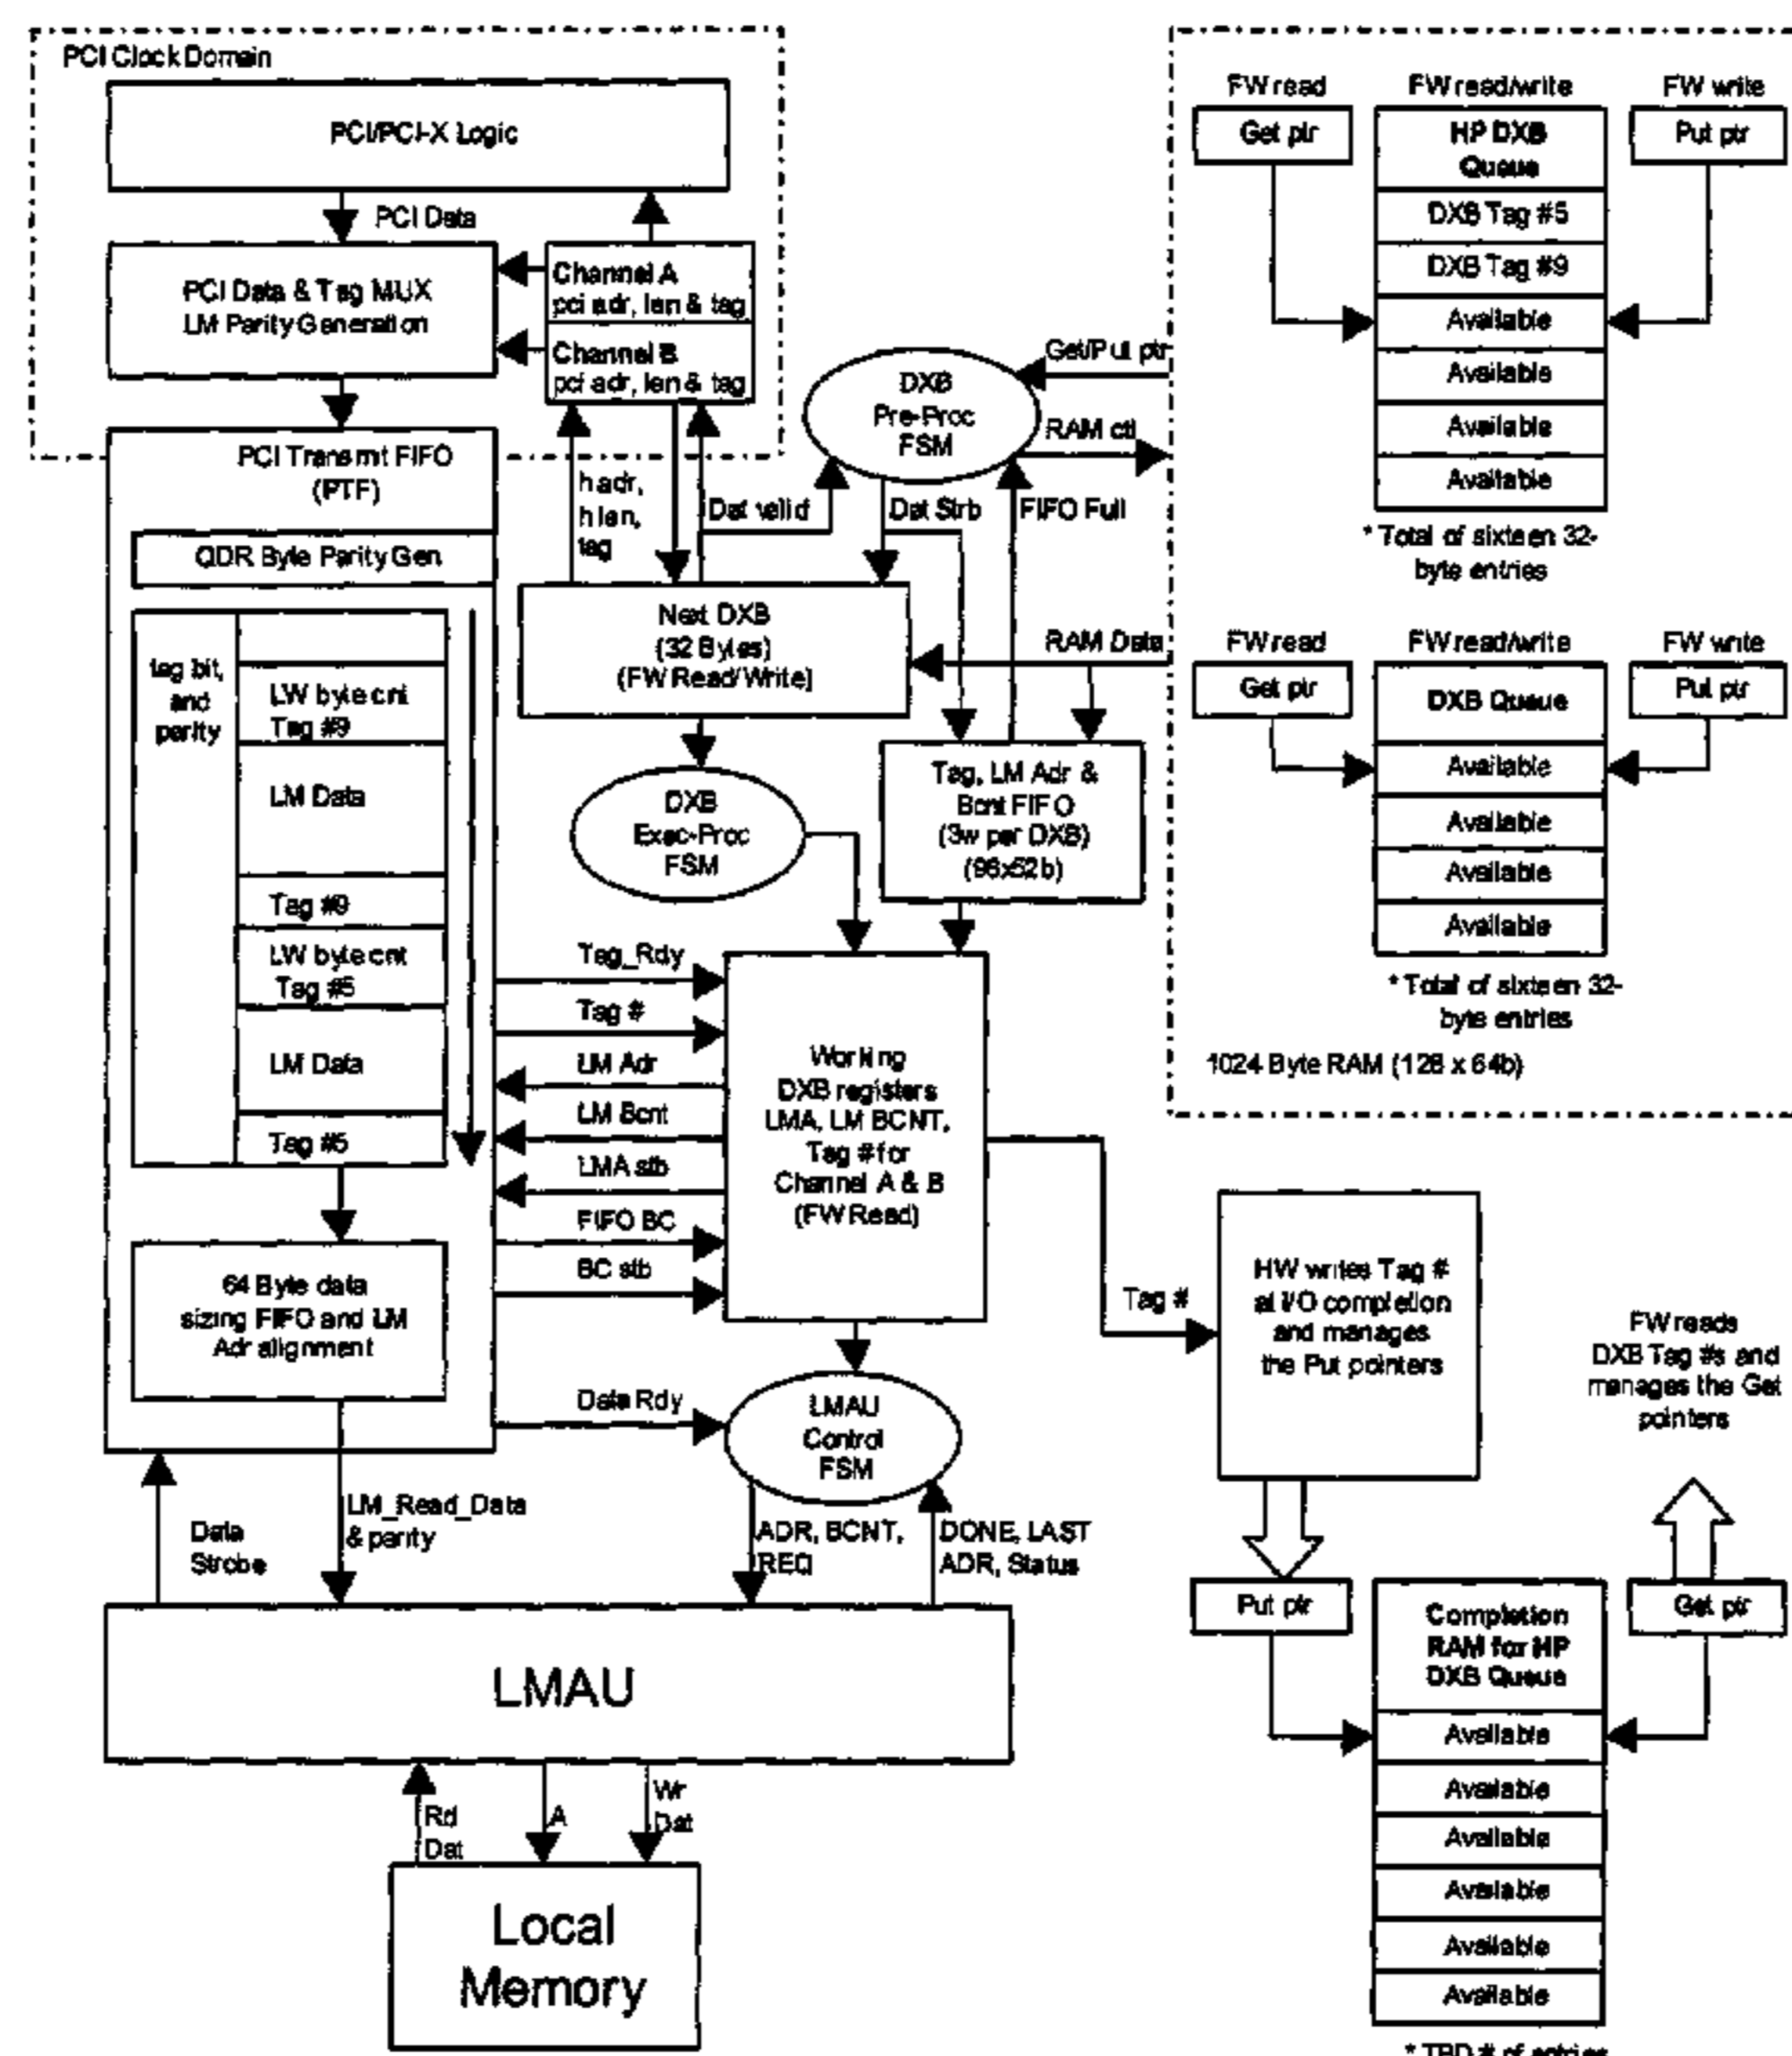 PCI Clock Domain
PCI/PCI-X Logic
PCI Data
PCI Data & Tag MUX
LM Parity Generation
Channel A
pci adr, len & tag
Channel B
pci adr, len & tag
PCI Transmit FIFO
(PTF)
QDR Byte Parity Gen.
tag bit,
and
parity
LW byte cnt
Tag #9
LM Data
Tag #9
LW byte cnt
Tag #5
LM Data
Tag #5
64 Byte data
sizing FIFO and LM
Adr alignment
h adr,
h len,
tag
Dat valid
Dat Strb
FIFO Full
DXB
Pre-Proc
FSM
Get/Put ptr
RAM ctl
Next DXB
(32 Bytes)
(FW Read/Write)
RAM Data
DXB
Exec-Proc
FSM
Tag, LM Adr &
Bcnt FIFO
(3w per DXB)
(96x52b)
Tag_Rdy
Tag #
LM Adr
LM Bcnt
LMA stb
FIFO BC
BC stb
Data Rdy
Working
DXB registers
LMA, LM BCNT,
Tag # for
Channel A & B
(FW Read)
LMAU
Control
FSM
Data
Strobe
LM_Read_Data
& parity
ADR, BCNT,
REQ
DONE, LAST
ADR, Status
LMAU
Rd
Dat
A
Wr
Dat
Local
Memory
FW read
FW read/write
FW write
Get ptr
HP DXB
Queue
Put ptr
DXB Tag #5
DXB Tag #9
Available
Available
Available
Available
* Total of sixteen 32-
byte entries
FW read
FW read/write
FW write
Get ptr
DXB Queue
Put ptr
Available
Available
Available
Available
* Total of sixteen 32-
byte entries
1024 Byte RAM (128 x 64b)
Tag #
HW writes Tag #
at I/O completion
and manages
the Put pointers
FW reads
DXB Tag #s and
manages the Get
pointers
Put ptr
Completion
RAM for HP
DXB Queue
Get ptr
Available
Available
Available
Available
Available
Available
* TBD # of entries